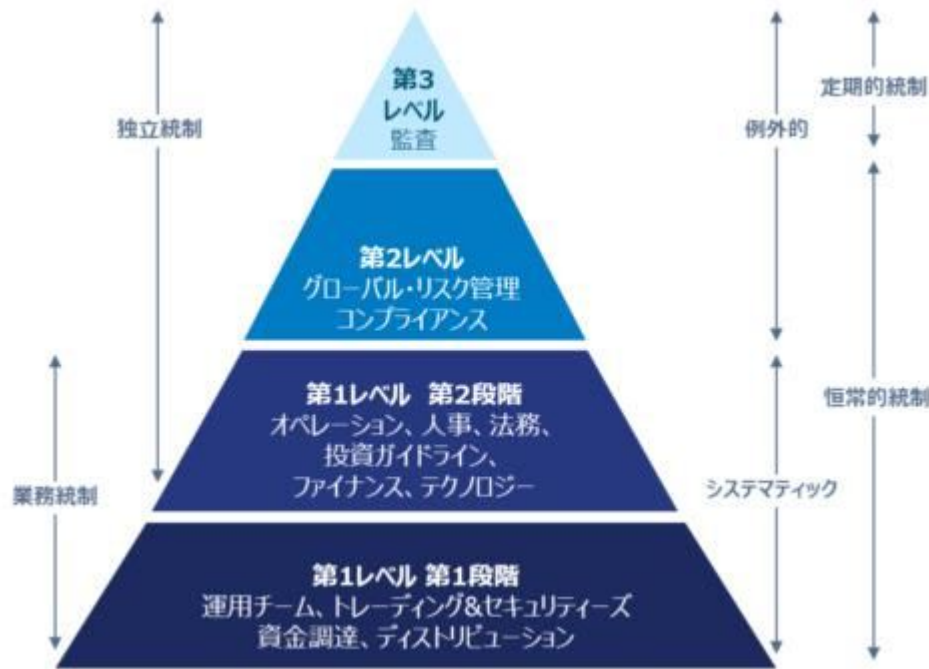 第3
レベル
監査
独立統制
例外的
定期的統制
第2レベル
グローバル・リスク管理
コンプライアンス
第1レベル 第2段階
オペレーション、人事、法務、
投資ガイドライン、
ファイナンス、テクノロジー
業務統制
システマティック
恒常的統制
第1レベル 第1段階
運用チーム、トレーディング&セキュリティーズ
資金調達、ディストリビューション